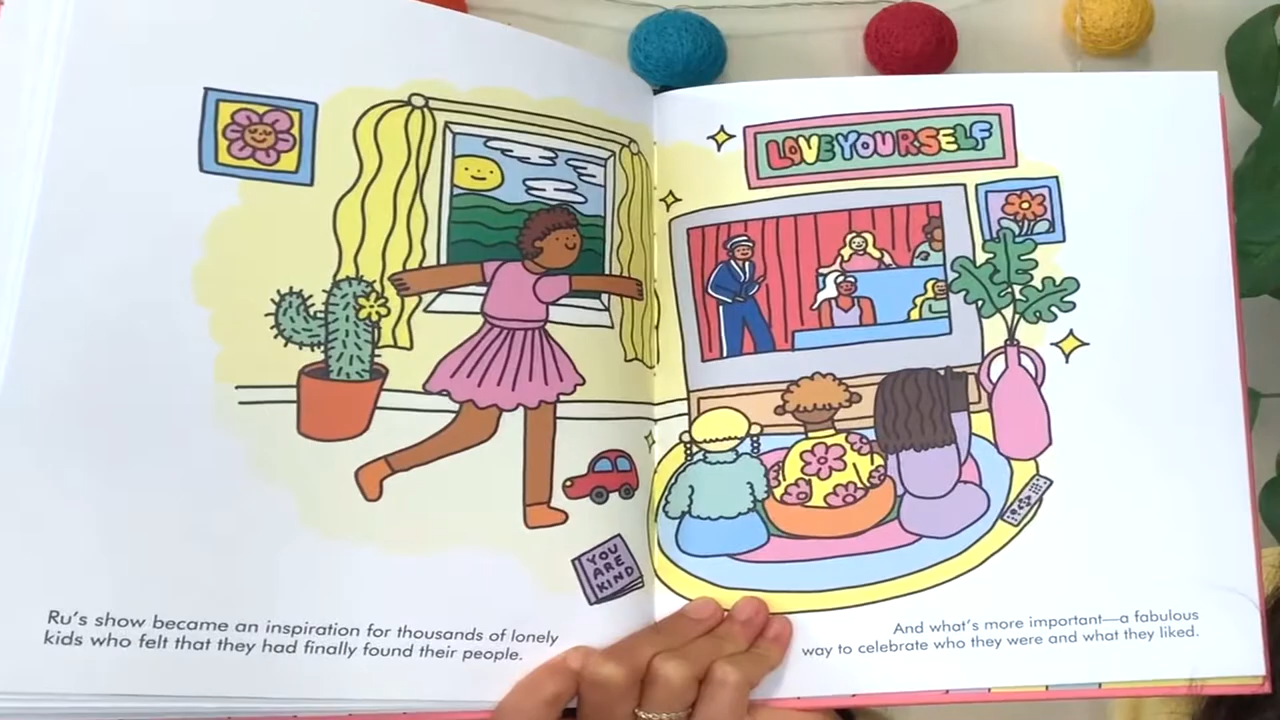 LOVE YOURSELF
YOU
ARE
KIND
Ru's show became an inspiration for thousands of lonely
kids who felt that they had finally found their people.
And what's more important—a fabulous
way to celebrate who they were and what they liked.